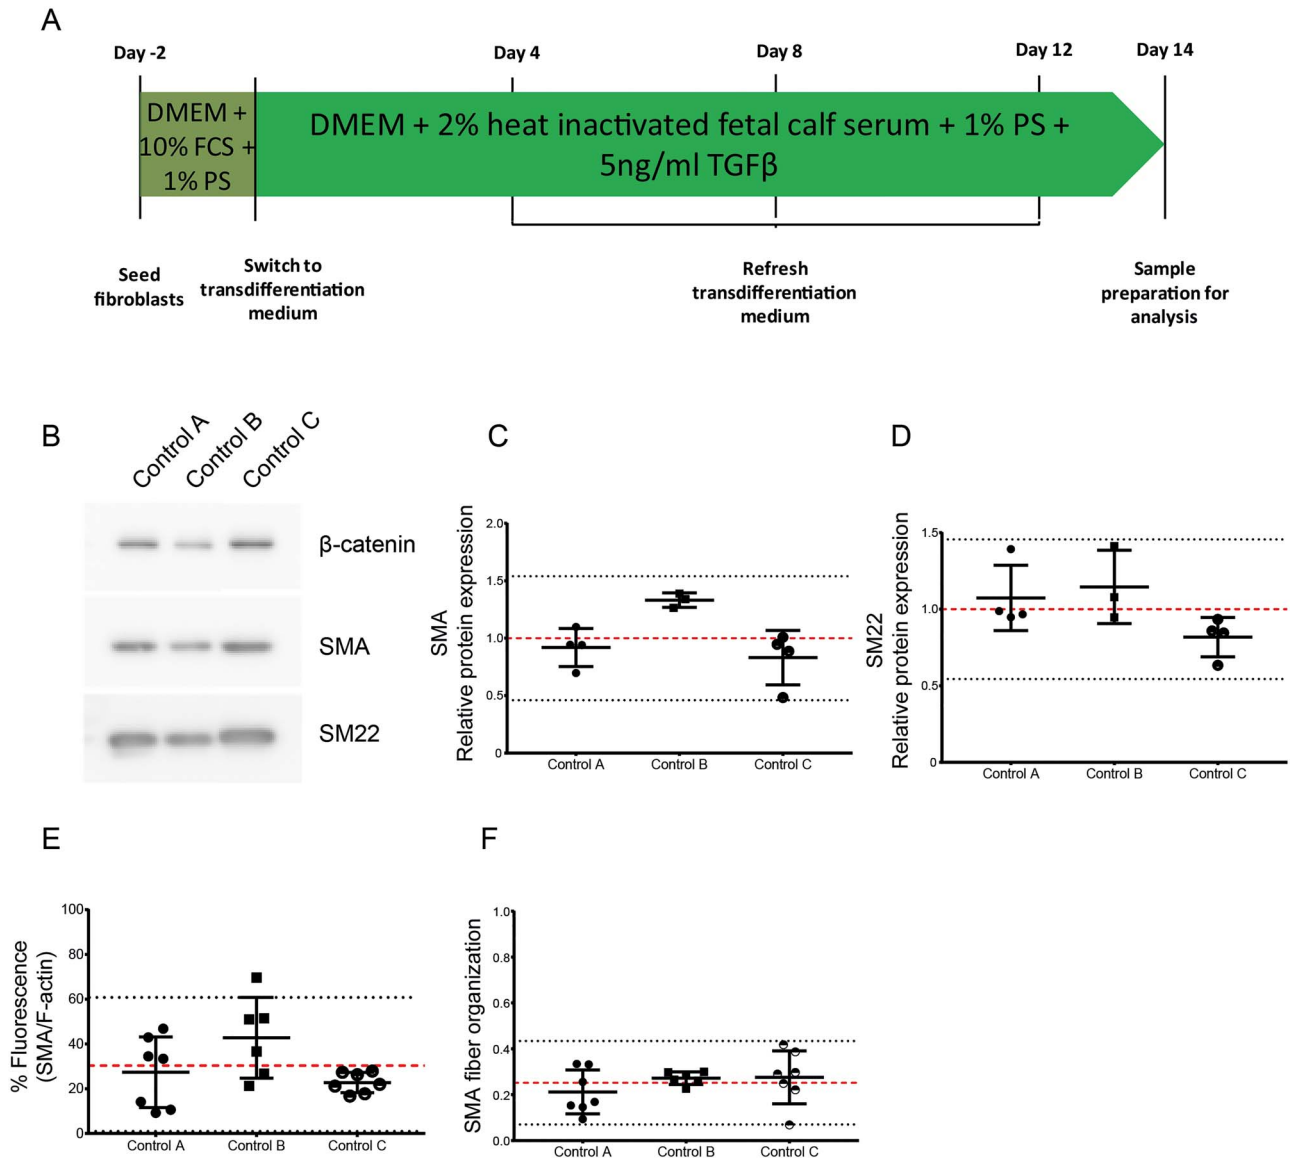 A
Day -2
Day 4
Day 8
Day 12
Day 14
DMEM +
10% FCS +
1% PS
DMEM + 2% heat inactivated fetal calf serum + 1% PS +
5ng/ml TGFβ
Seed
fibroblasts
Switch to
transdifferentiation
medium
Refresh
transdifferentiation
medium
Sample
preparation for
analysis
B
Control A
Control B
Control C
β-catenin
SMA
SM22
C
SMA
Relative protein expression
2.0
1.5
1.0
0.5
0
Control A
Control B
Control C
D
SM22
Relative protein expression
1.5
1.0
0.5
0
Control A
Control B
Control C
E
% Fluorescence
(SMA/F-actin)
100
80
60
40
20
0
Control A
Control B
Control C
F
SMA fiber organization
1.0
0.8
0.6
0.4
0.2
0.0
Control A
Control B
Control C